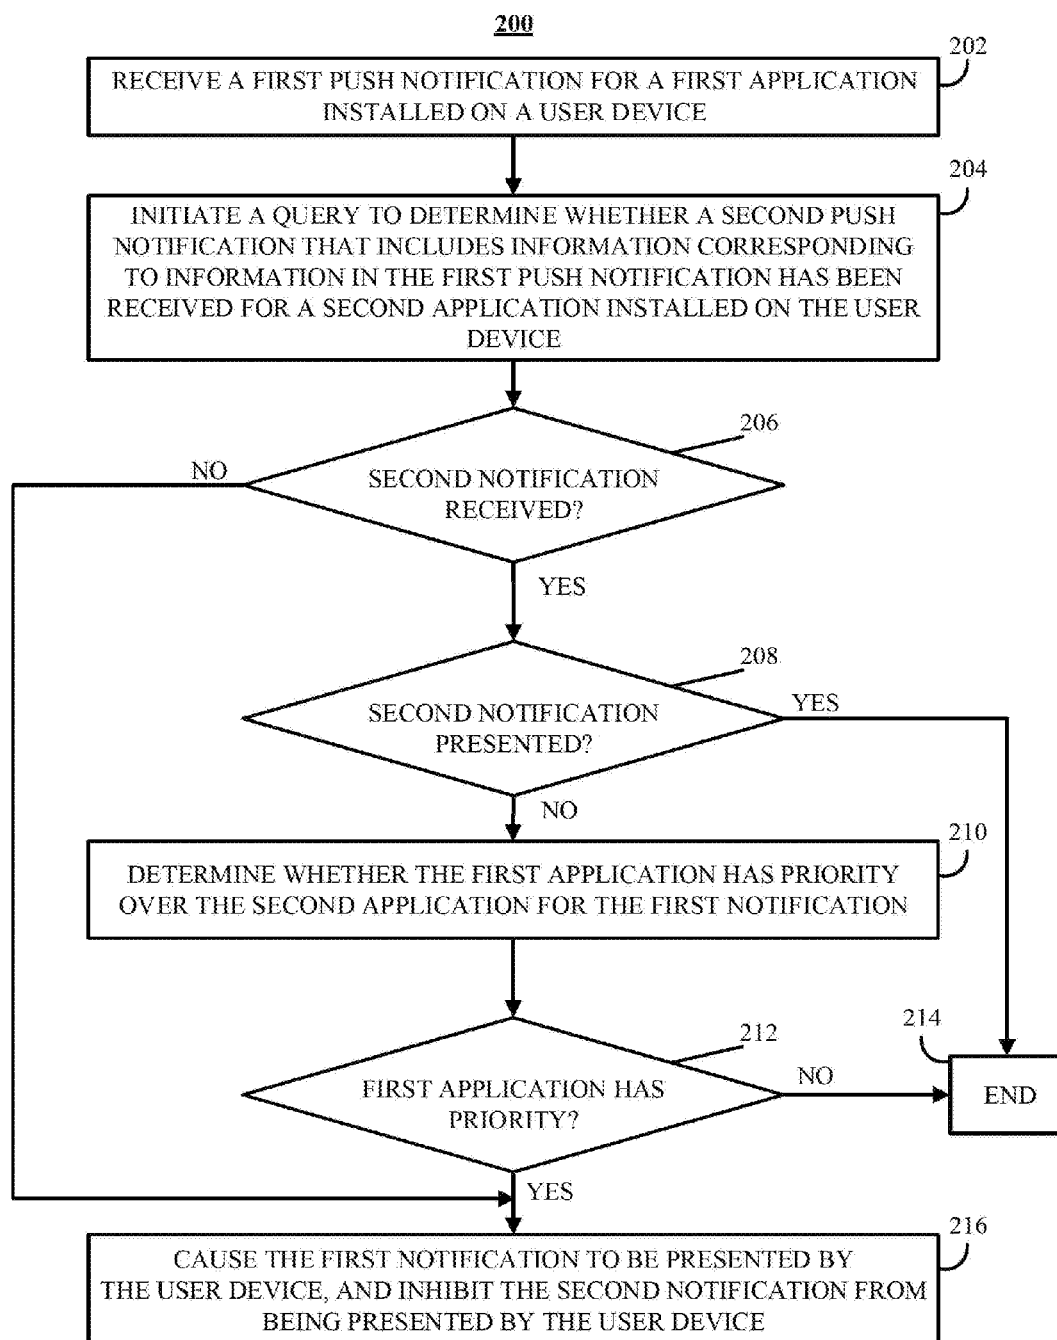 200
202
RECEIVE A FIRST PUSH NOTIFICATION FOR A FIRST APPLICATION
INSTALLED ON A USER DEVICE
204
INITIATE A QUERY TO DETERMINE WHETHER A SECOND PUSH
NOTIFICATION THAT INCLUDES INFORMATION CORRESPONDING
TO INFORMATION IN THE FIRST PUSH NOTIFICATION HAS BEEN
RECEIVED FOR A SECOND APPLICATION INSTALLED ON THE USER
DEVICE
206
NO
SECOND NOTIFICATION
RECEIVED?
YES
208
YES
SECOND NOTIFICATION
PRESENTED?
NO
210
DETERMINE WHETHER THE FIRST APPLICATION HAS PRIORITY
OVER THE SECOND APPLICATION FOR THE FIRST NOTIFICATION
212
214
NO
FIRST APPLICATION HAS
PRIORITY?
END
YES
216
CAUSE THE FIRST NOTIFICATION TO BE PRESENTED BY
THE USER DEVICE, AND INHIBIT THE SECOND NOTIFICATION FROM
BEING PRESENTED BY THE USER DEVICE